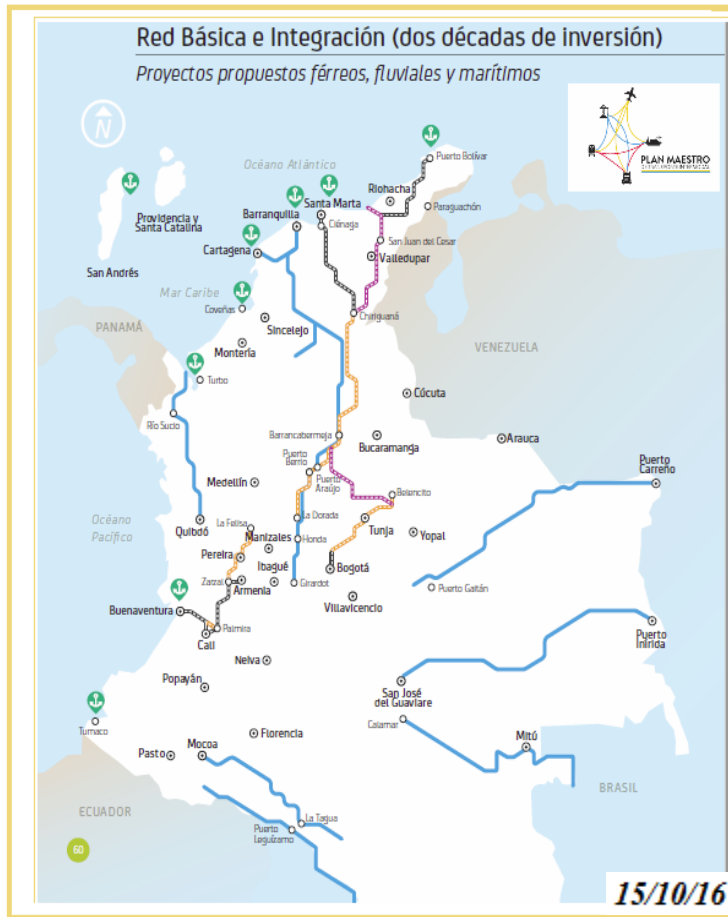 Red Básica e Integración (dos décadas de inversión)
Proyectos propuestos férreos, fluviales y marítimos
N
PLAN MAESTRO
Océano Atlántico
Puerto Bolívar
Riohacha
Santa Marta
Ciénaga
Paraguachón
Providencia y
Santa Catalina
Barranquilla
San Juan del Cesar
Cartagena
Valledupar
San Andrés
Mar Caribe
Coveñas
Chiriguaná
Sincelejo
PANAMÁ
VENEZUELA
Montería
Turbo
Cúcuta
Río Sucio
Barrancabermeja
Bucaramanga
Arauca
Puerto
Berrío
Puerto
Carreño
Puerto
Araújo
Medellín
Belencito
Océano
Pacífico
Quibdó
La Felisa
La Dorada
Tunja
Manizales
Honda
Yopal
Pereira
Ibagué
Bogotá
Zarzal
Armenia
Girardot
Puerto Gaitán
Buenaventura
Villavicencio
Palmira
Cali
Puerto
Inírida
Neiva
Popayán
San José
del Guaviare
Tumaco
Calamar
Florencia
Mitú
Pasto
Mocoa
BRASIL
ECUADOR
La Tagua
Puerto
Leguízamo
60
15/10/16